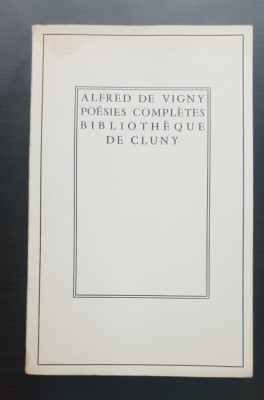 ALFRED DE VIGNY
POÉSIES COMPLÈTES
BIBLIOTHÈQUE
DE CLUNY